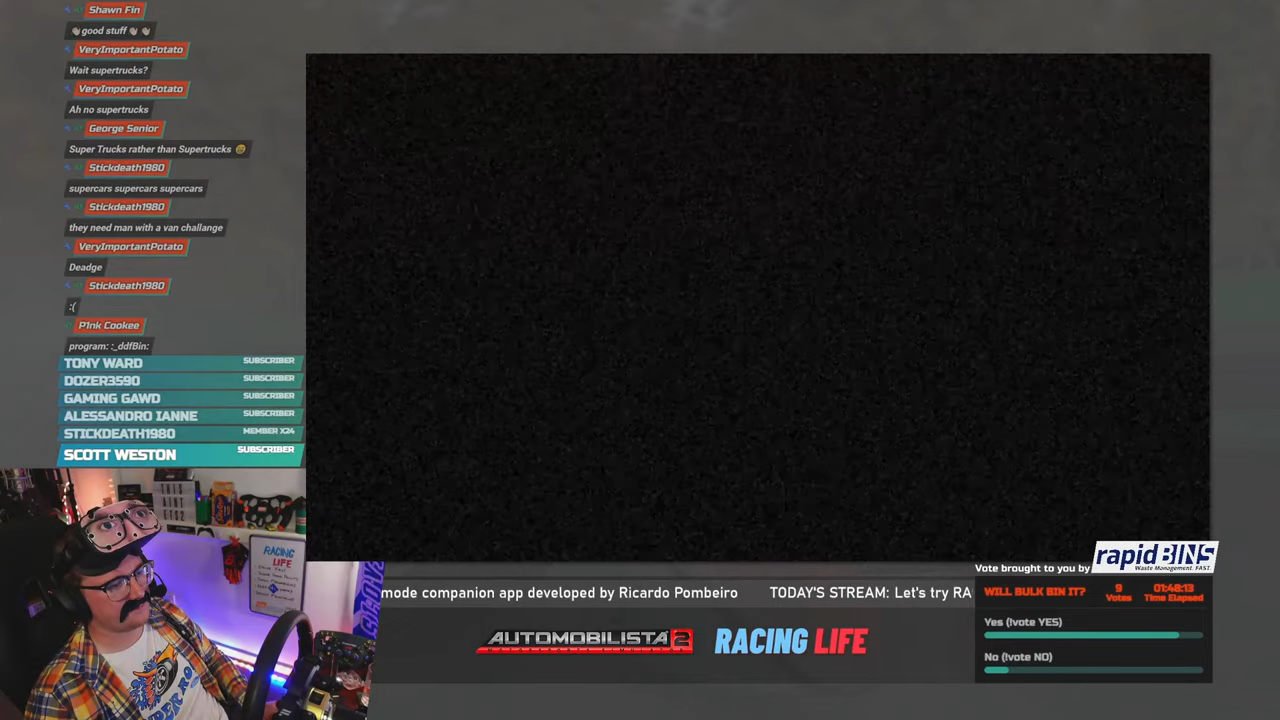 Shawn Fin
👋🏼good stuff👋🏼 👋🏼
VeryImportantPotato
Wait supertrucks?
VeryImportantPotato
Ah no supertrucks
George Senior
Super Trucks rather than Supertrucks 😅
Stickdeath1980
supercars supercars supercars
Stickdeath1980
they need man with a van challange
VeryImportantPotato
Deadge
Stickdeath1980
:(
P1nk Cookee
program: :_ddfBin:
TONY WARD SUBSCRIBER
DOZER3590 SUBSCRIBER
GAMING GAWD SUBSCRIBER
ALESSANDRO IANNE SUBSCRIBER
STICKDEATH1980 MEMBER X24
SCOTT WESTON SUBSCRIBER
THIS
AINT
RACING
LIFE
Vote brought to you by rapidBINS
Waste Management. FAST.
mode companion app developed by Ricardo Pombeiro TODAY'S STREAM: Let's try RA
AUTOMOBILISTA 2 RACING LIFE
WILL BULK BIN IT? 9 Votes 01:48:13 Time Elapsed
Yes (!vote YES)
No (!vote NO)